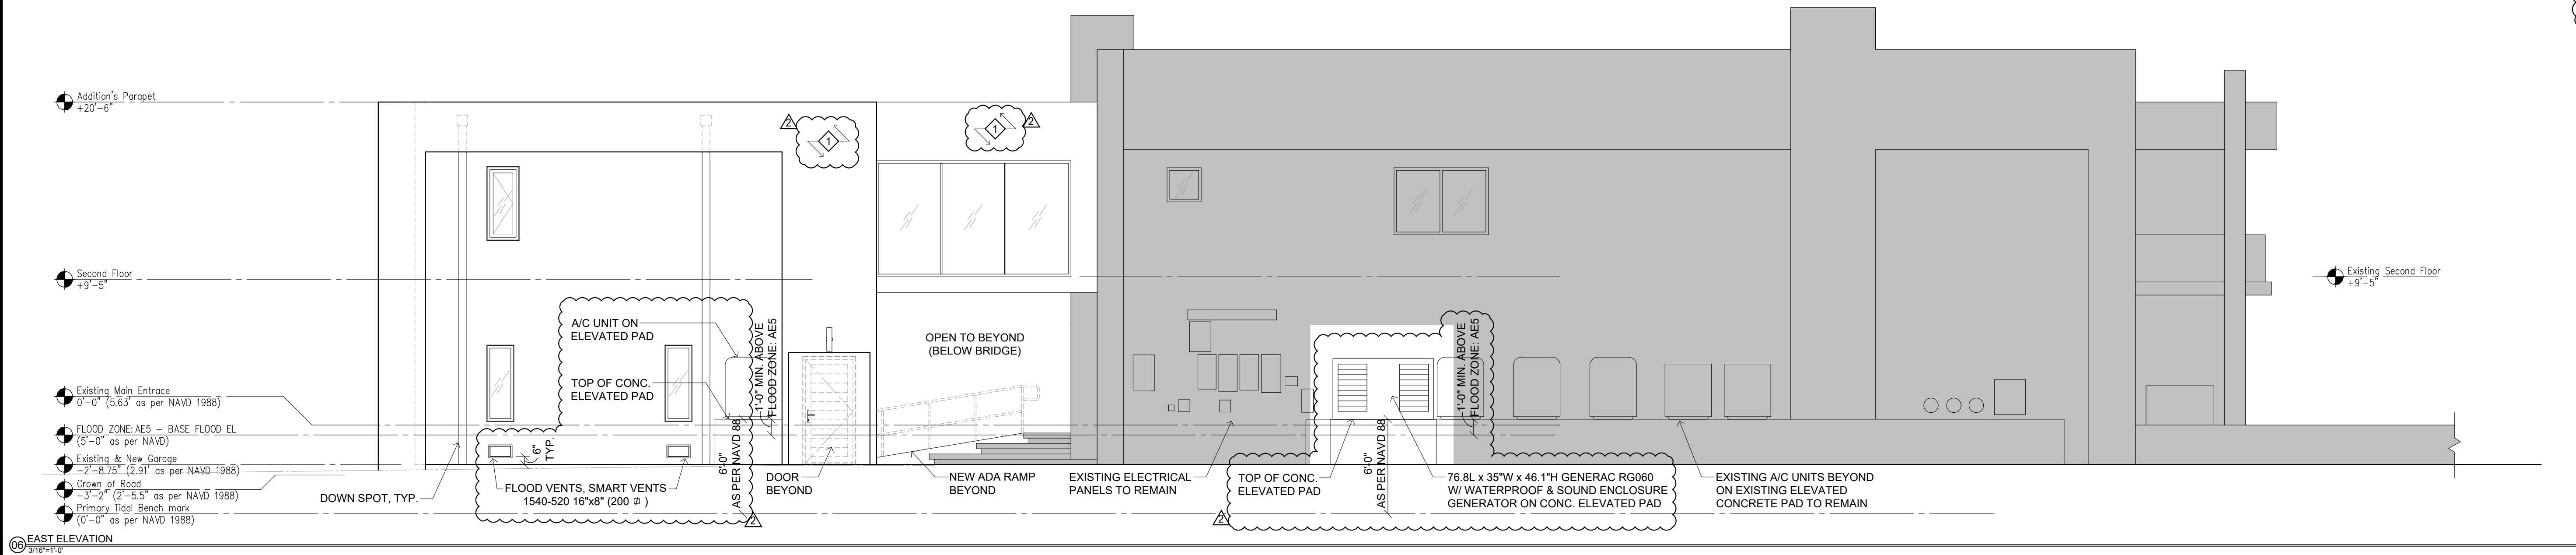 Addition's Parapet
+20'-6"
Second Floor
+9'-5"
Existing Main Entrace
0'-0" (5.63' as per NAVD 1988)
FLOOD ZONE: AE5 - BASE FLOOD EL
(5'-0" as per NAVD)
Existing & New Garage
-2'-8.75" (2.91' as per NAVD 1988)
Crown of Road
-3'-2" (2'-5.5" as per NAVD 1988)
Primary Tidal Bench mark
(0'-0" as per NAVD 1988)
06
EAST ELEVATION
3/16"=1'-0'
DOWN SPOT, TYP.
2
1
1
2
A/C UNIT ON
ELEVATED PAD
TOP OF CONC.
ELEVATED PAD
1'-0" MIN. ABOVE
FLOOD ZONE: AE5
6"
TYP.
FLOOD VENTS, SMART VENTS
1540-520 16"x8" (200 ⏍ )
6'-0"
AS PER NAVD 88
2
DOOR
BEYOND
OPEN TO BEYOND
(BELOW BRIDGE)
NEW ADA RAMP
BEYOND
EXISTING ELECTRICAL
PANELS TO REMAIN
TOP OF CONC.
ELEVATED PAD
2
6'-0"
AS PER NAVD 88
1'-0" MIN. ABOVE
FLOOD ZONE: AE5
76.8L x 35"W x 46.1"H GENERAC RG060
W/ WATERPROOF & SOUND ENCLOSURE
GENERATOR ON CONC. ELEVATED PAD
EXISTING A/C UNITS BEYOND
ON EXISTING ELEVATED
CONCRETE PAD TO REMAIN
Existing Second Floor
+9'-5"